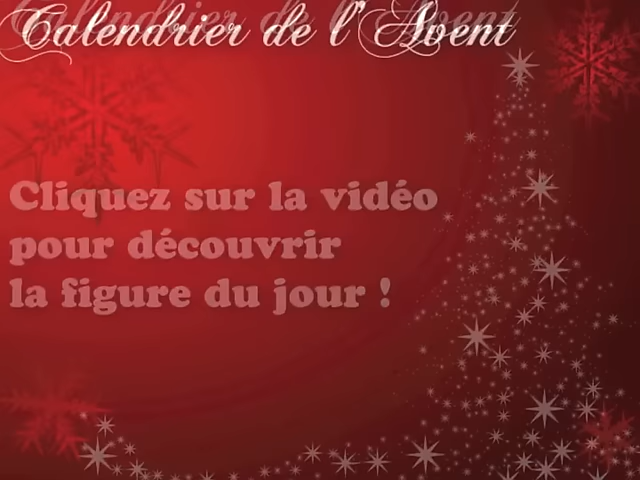 Calendrier de l'Avent
Cliquez sur la vidéo
pour découvrir
la figure du jour !